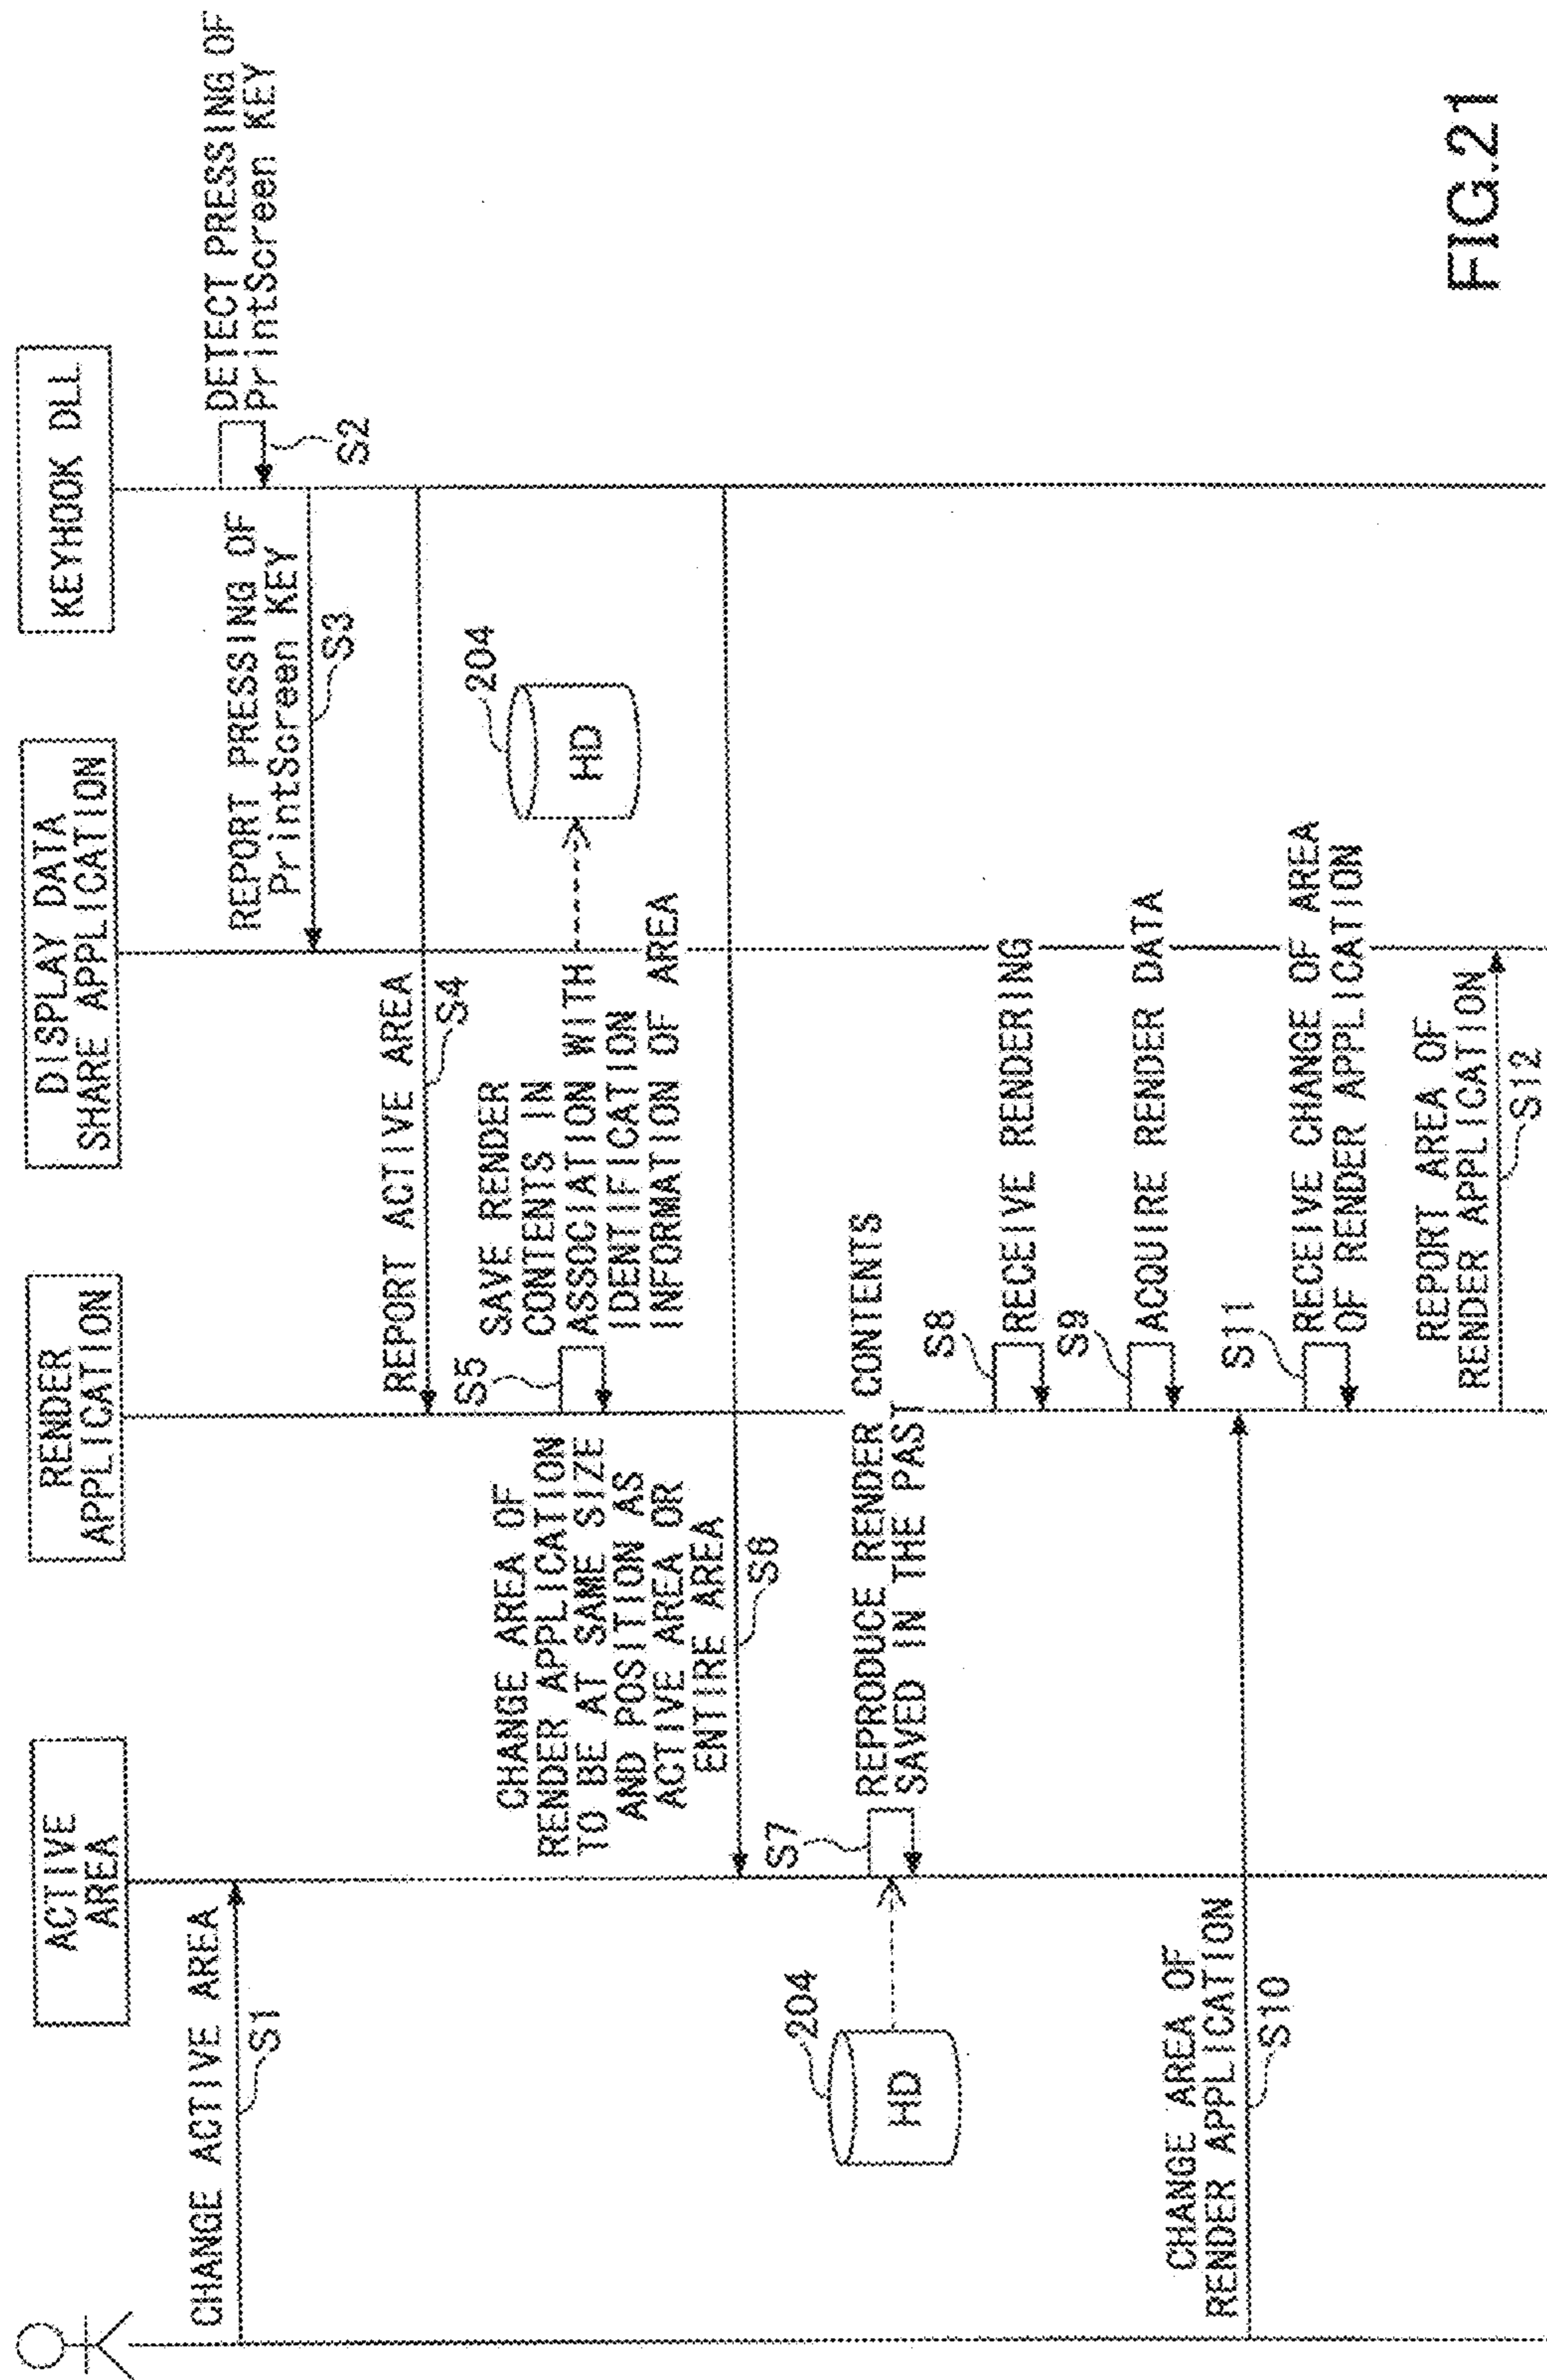 ACTIVE
AREA
RENDER
APPLICATION
DISPLAY DATA
SHARE APPLICATION
KEYHOOK DLL
CHANGE ACTIVE AREA
S1
DETECT PRESSING OF
PrintScreen KEY
S2
REPORT PRESSING OF
PrintScreen KEY
S3
REPORT ACTIVE AREA
S4
S5
SAVE RENDER
CONTENTS IN
ASSOCIATION WITH
IDENTIFICATION
INFORMATION OF AREA
204
HD
CHANGE AREA OF
RENDER APPLICATION
TO BE AT SAME SIZE
AND POSITION AS
ACTIVE AREA OR
ENTIRE AREA
S6
204
HD
S7
REPRODUCE RENDER CONTENTS
SAVED IN THE PAST
S8
RECEIVE RENDERING
S9
ACQUIRE RENDER DATA
CHANGE AREA OF
RENDER APPLICATION
S10
S11
RECEIVE CHANGE OF AREA
OF RENDER APPLICATION
REPORT AREA OF
RENDER APPLICATION
S12
FIG.21